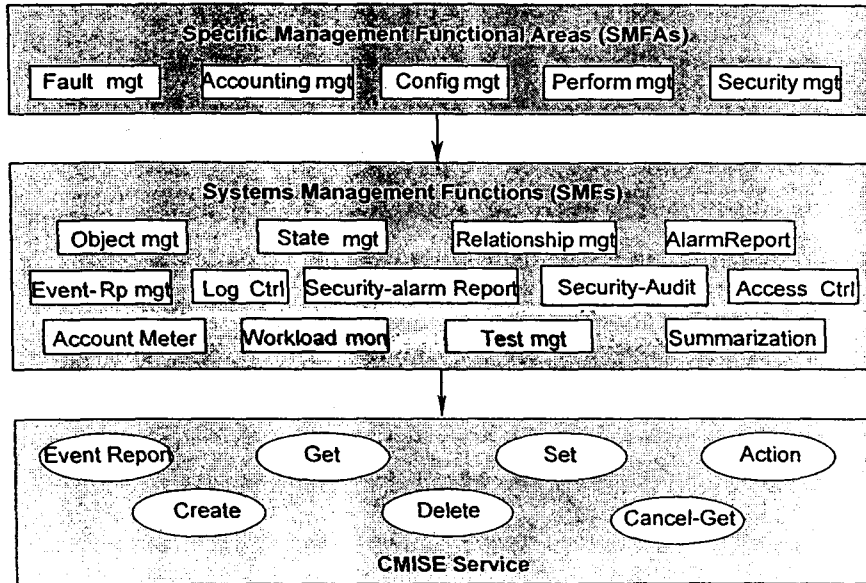 Specific Management Functional Areas (SMFAs)
Fault mgt Accounting mgt Config mgt Perform mgt Security mgt
Systems Management Functions (SMFs)
Object mgt State mgt Relationship mgt AlarmReport
Event-Rp mgt Log Ctrl Security-alarm Report Security-Audit Access Ctrl
Account Meter Workload mon Test mgt Summarization
Event Report Get Set Action
Create Delete Cancel-Get
CMISE Service